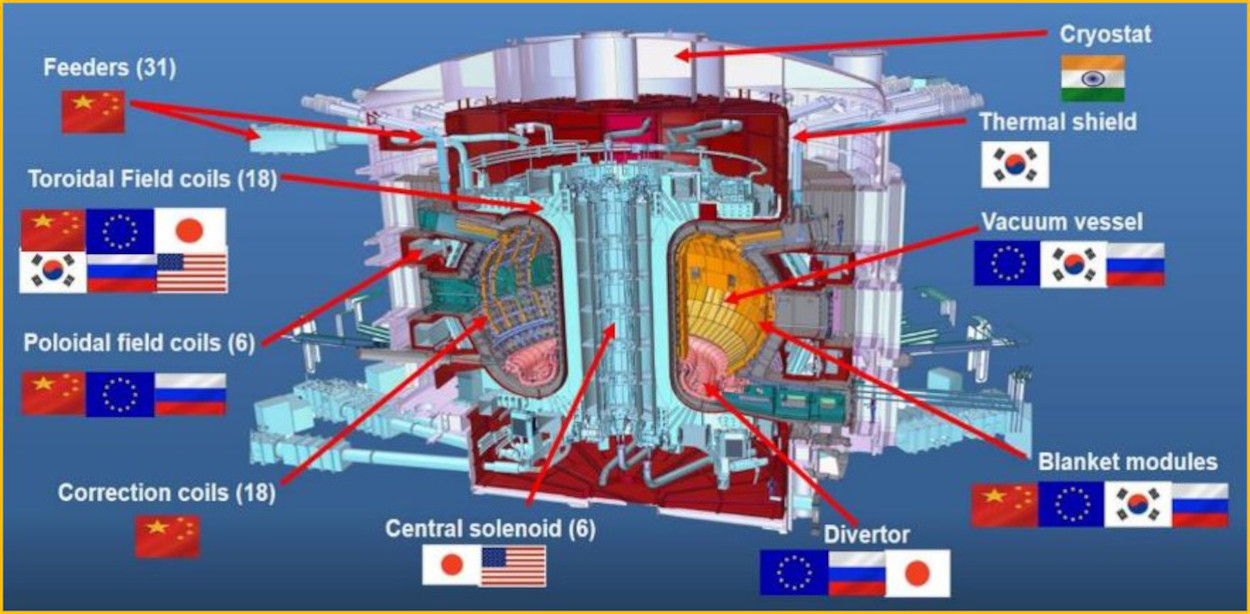 Feeders (31)
Toroidal Field coils (18)
Poloidal field coils (6)
Correction coils (18)
Central solenoid (6)
Cryostat
Thermal shield
Vacuum vessel
Blanket modules
Divertor